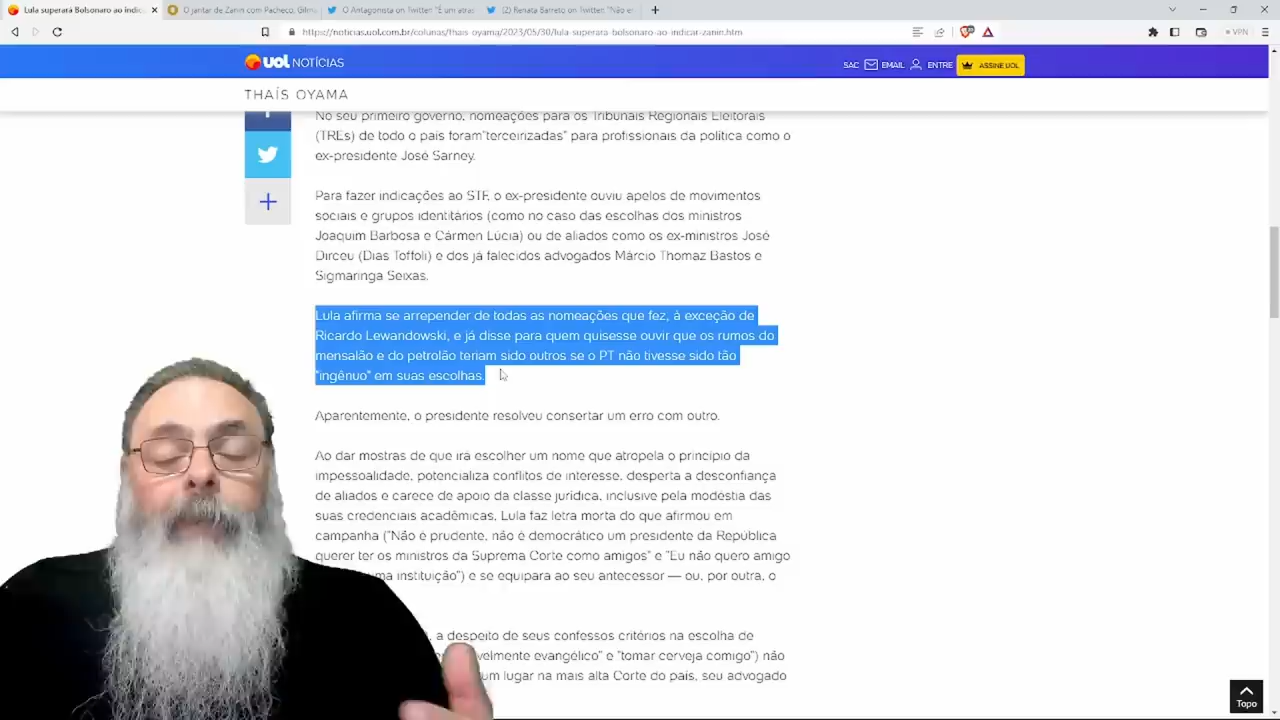 Lula superará Bolsonaro ao indic
O jantar de Zanin com Pacheco, Gilm
O Antagonista on Twitter: "É um atras
(2) Renata Barreto on Twitter: "Não e
https://noticias.uol.com.br/colunas/thais-oyama/2023/05/30/lula-superara-bolsonaro-ao-indicar-zanin.htm
VPN
UOL NOTÍCIAS
SAC EMAIL ENTRE ASSINE UOL
THAÍS OYAMA
No seu primeiro governo, nomeações para os Tribunais Regionais Eleitorais
(TREs) de todo o país foram"terceirizadas" para profissionais da política como o
ex-presidente José Sarney.
Para fazer indicações ao STF, o ex-presidente ouviu apelos de movimentos
sociais e grupos identitários (como no caso das escolhas dos ministros
Joaquim Barbosa e Cármen Lúcia) ou de aliados como os ex-ministros José
Dirceu (Dias Toffoli) e dos já falecidos advogados Márcio Thomaz Bastos e
Sigmaringa Seixas.
Lula afirma se arrepender de todas as nomeações que fez, à exceção de
Ricardo Lewandowski, e já disse para quem quisesse ouvir que os rumos do
mensalão e do petrolão teriam sido outros se o PT não tivesse sido tão
"ingênuo" em suas escolhas.
Aparentemente, o presidente resolveu consertar um erro com outro.
Ao dar mostras de que irá escolher um nome que atropela o princípio da
impessoalidade, potencializa conflitos de interesse, desperta a desconfiança
de aliados e carece de apoio da classe jurídica, inclusive pela modéstia das
suas credenciais acadêmicas, Lula faz letra morta do que afirmou em
campanha ("Não é prudente, não é democrático um presidente da República
querer ter os ministros da Suprema Corte como amigos" e "Eu não quero amigo
ma instituição") e se equipara ao seu antecessor — ou, por outra, o
a despeito de seus confessos critérios na escolha de
velmente evangélico" e "tomar cerveja comigo") não
um lugar na mais alta Corte do país, seu advogado
Topo